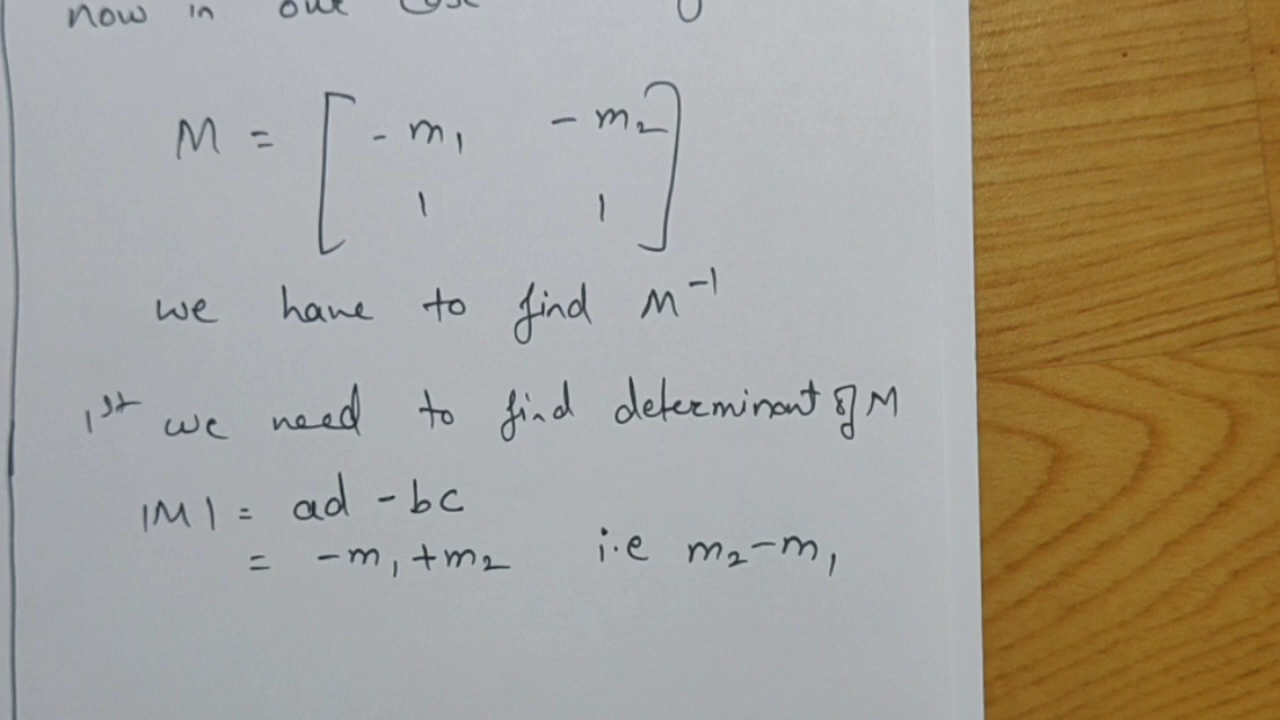 now in our
M = [ -m₁ -m₂
1 1 ]
we have to find M⁻¹
1st we need to find determinant of M
|M| = ad - bc
= -m₁ + m₂ i.e m₂ - m₁